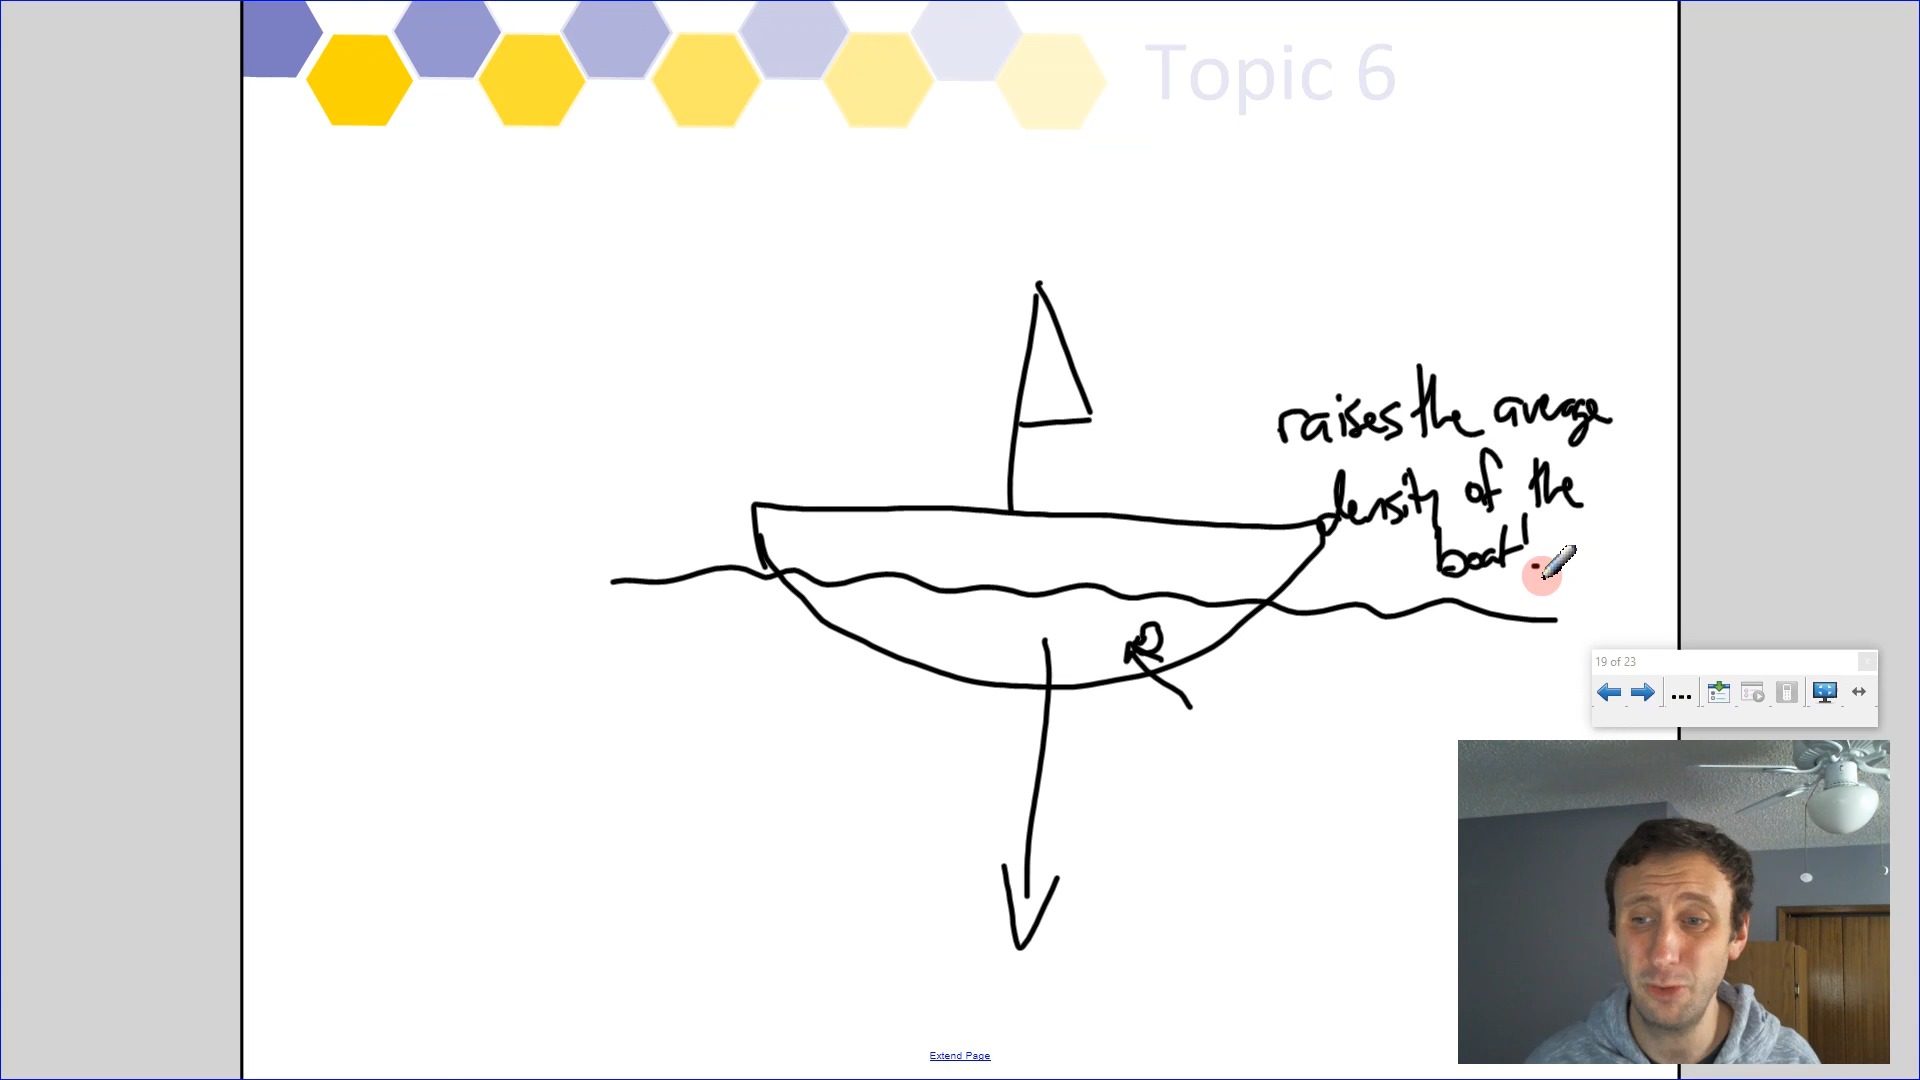 Topic 6
raises the average
density of the
boat!
19 of 23
Extend Page